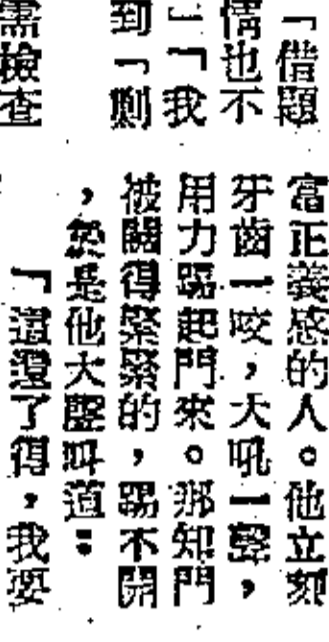 「借題
情也不
」「我
到「
需檢查
富正義感的人。他立刻
牙齒一咬，大吼一聲，
用力踢起門來。那知門
被關得緊緊的，踢不開
，於是他大聲叫道：
「這還了得，我要